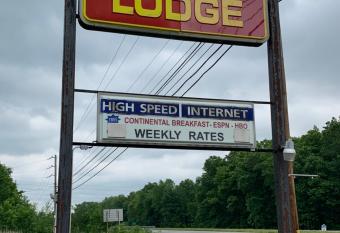 LODGE
HIGH SPEED INTERNET
CONTINENTAL BREAKFAST - ESPN - HBO
WEEKLY RATES